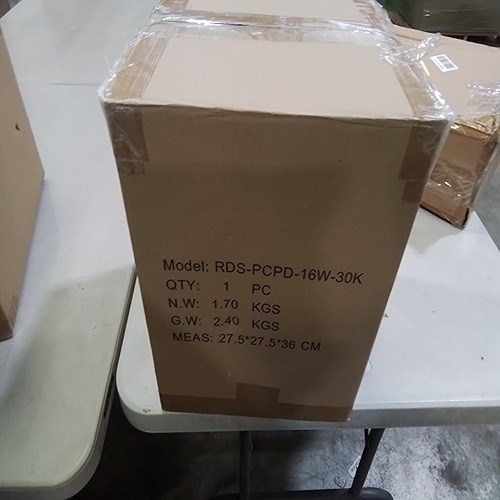 Model: RDS-PCPD-16W-30K
QTY: 1 PC
N.W: 1.70 KGS
G.W: 2.40 KGS
MEAS: 27.5*27.5*36 CM